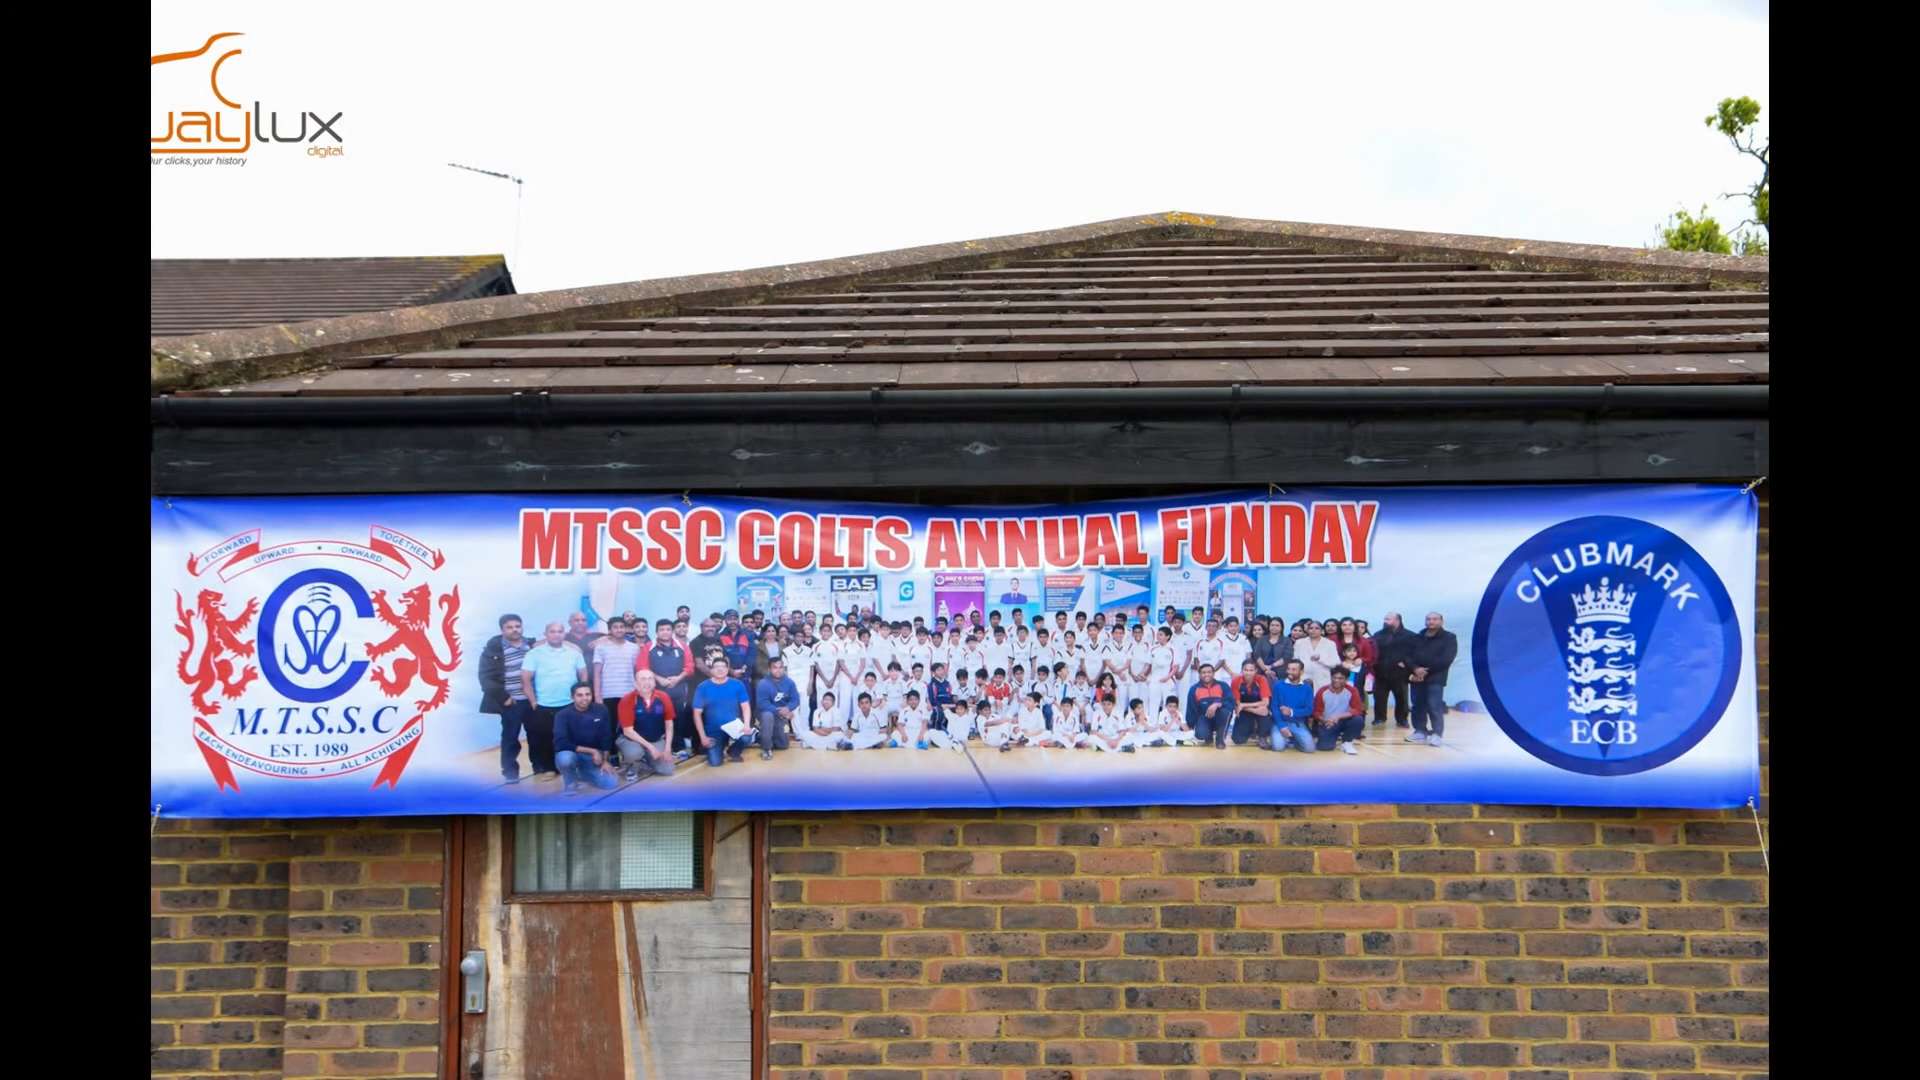 waylux
digital
ur clicks,your history
MTSSC COLTS ANNUAL FUNDAY
FORWARD UPWARD • ONWARD TOGETHER
C
M.T.S.S.C
EST. 1989
EACH ENDEAVOURING • ALL ACHIEVING
BAS
G
CLUBMARK
ECB